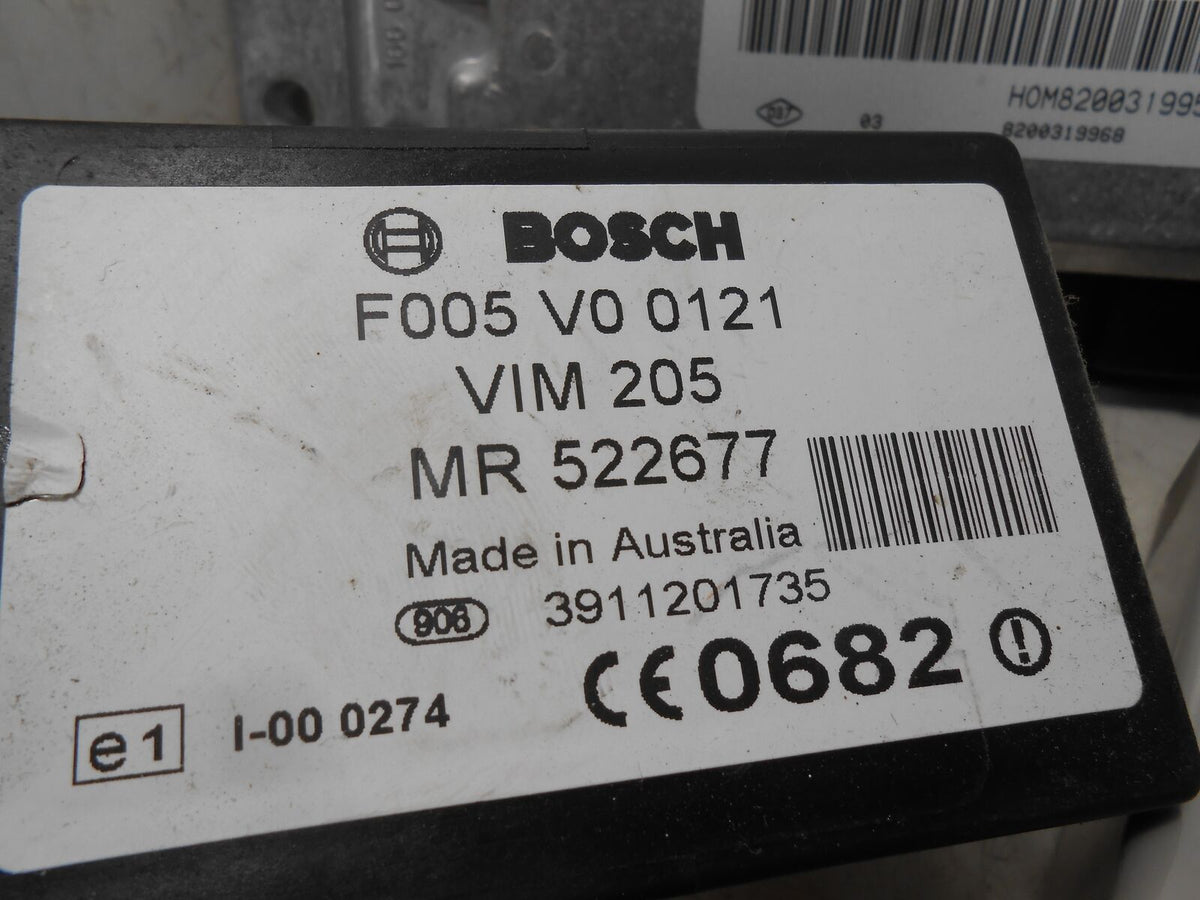 HOM820031995
03
8200319968
BOSCH
F005 V0 0121
VIM 205
MR 522677
Made in Australia
906 3911201735
CE0682
e1 I-00 0274